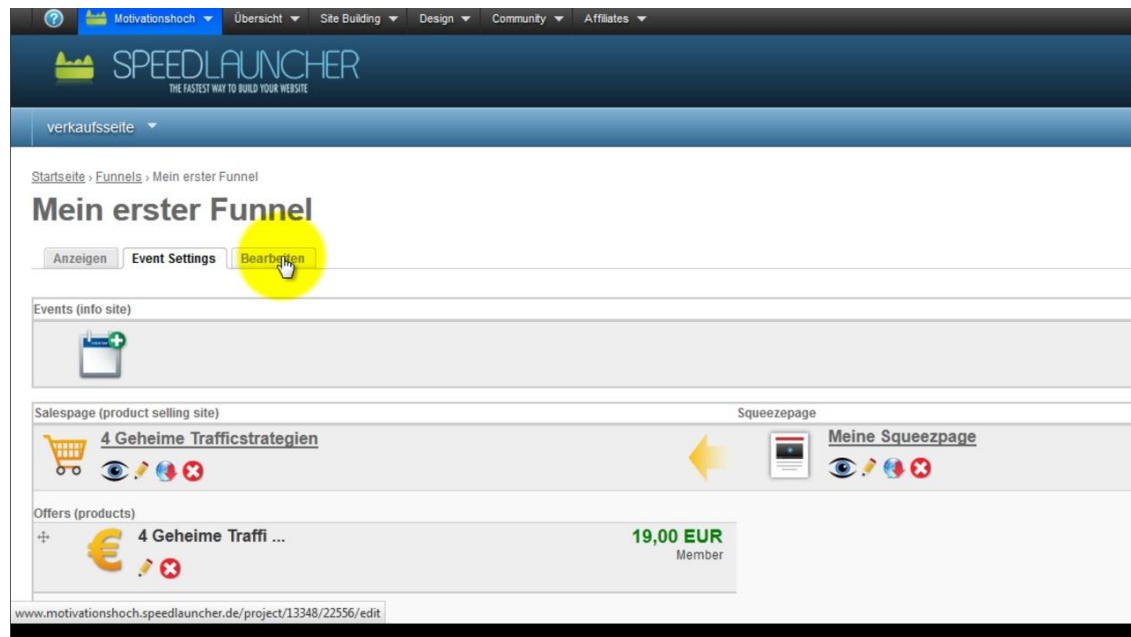 Motivationshoch Übersicht Site Building Design Community Affiliates
SPEEDLAUNCHER
THE FASTEST WAY TO BUILD YOUR WEBSITE
verkaufsseite
Startseite › Funnels › Mein erster Funnel
Mein erster Funnel
Anzeigen Event Settings Bearbeiten
Events (info site)
Salespage (product selling site) Squeezepage
4 Geheime Trafficstrategien Meine Squeezpage
Offers (products)
4 Geheime Traffi ... 19,00 EUR
Member
www.motivationshoch.speedlauncher.de/project/13348/22556/edit